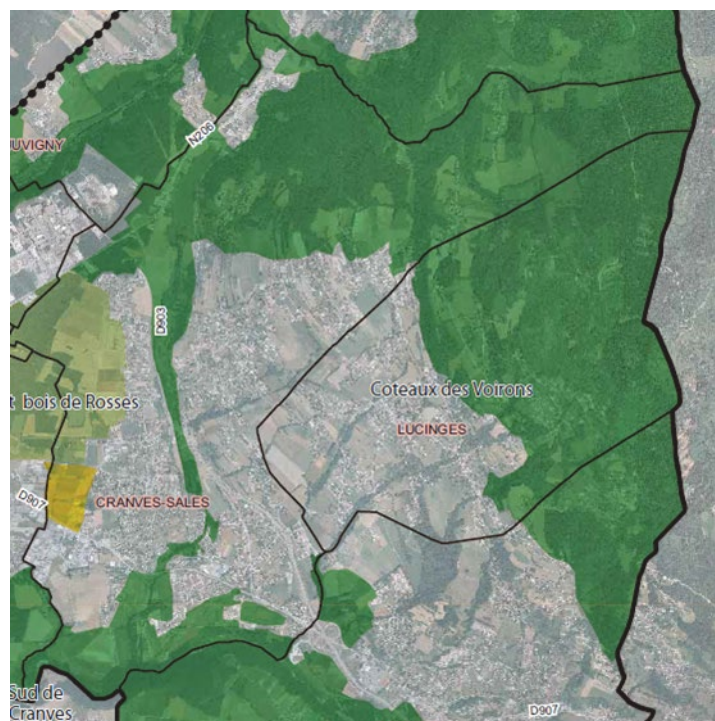 N206
UVIGNY
D903
Coteaux des Voirons
t bois de Rosses
LUCINGES
D907
CRANVES-SALES
Sud de
Cranves
D907